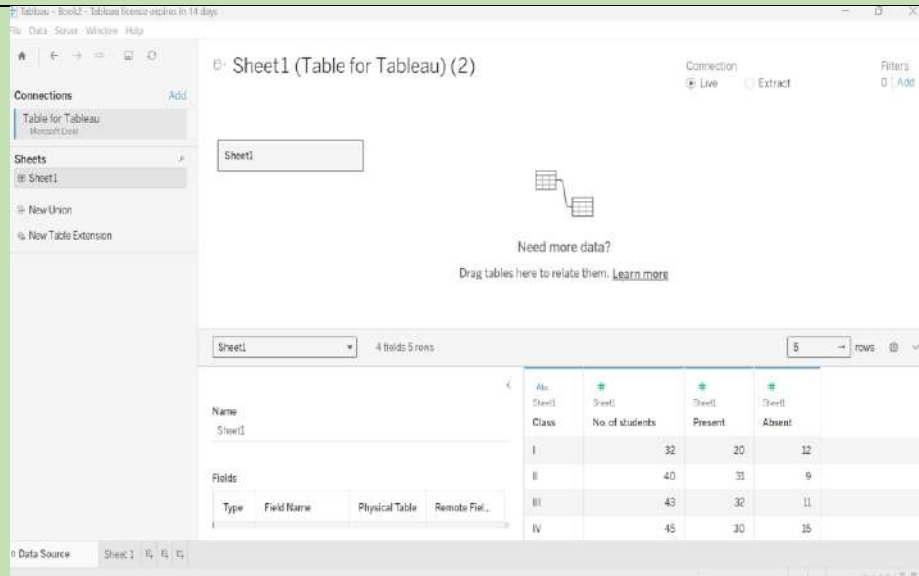 Tableau - Book2 - Tableau license expires in 14 days
File Data Server Window Help
Connections Add
Table for Tableau
Microsoft Excel
Sheets
Sheet1
New Union
New Table Extension
Sheet1 (Table for Tableau) (2)
Connection
Live Extract
Filters
0 Add
Sheet1
Need more data?
Drag tables here to relate them. Learn more
Sheet1 4 fields 5 rows 5 rows
Name
Sheet1
Fields
Type Field Name Physical Table Remote Fiel...
Abc # # #
Sheet1 Sheet1 Sheet1 Sheet1
Class No. of students Present Absent
I 32 20 12
II 40 31 9
III 43 32 11
IV 45 30 15
Data Source Sheet 1